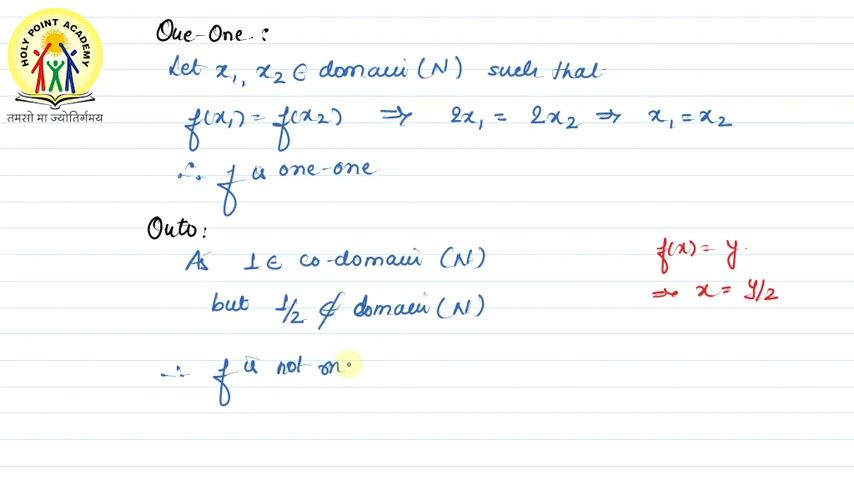 HOLY POINT ACADEMY
तमसो मा ज्योतिर्गमय
One-One:
Let x₁, x₂ ∈ domain (N) such that
f(x₁) = f(x₂) ⇒ 2x₁ = 2x₂ ⇒ x₁ = x₂
∴ f is one-one
Onto:
As 1 ∈ co-domain (N)
but 1/2 ∉ domain (N)
f(x) = y.
⇒ x = y/2
∴ f is not on